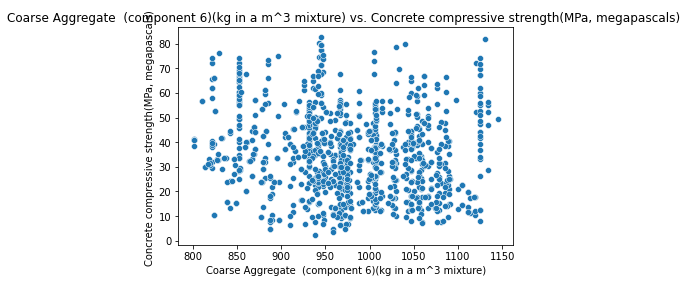 Coarse Aggregate  (component 6)(kg in a m^3 mixture) vs. Concrete compressive strength(MPa, megapascals)
Concrete compressive strength(MPa, megapascals)
80
70
60
50
40
30
20
10
0
800 850 900 950 1000 1050 1100 1150
Coarse Aggregate  (component 6)(kg in a m^3 mixture)